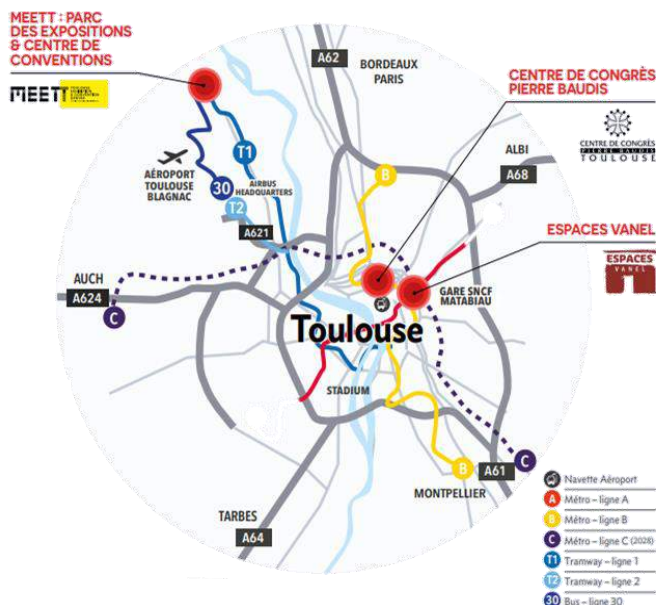 MEETT : PARC
DES EXPOSITIONS
& CENTRE DE
CONVENTIONS
MEETT
A62
BORDEAUX
PARIS
CENTRE DE CONGRÈS
PIERRE BAUDIS
CENTRE DE CONGRÈS
PIERRE BAUDIS
TOULOUSE
T1
AÉROPORT
TOULOUSE
BLAGNAC
30
AIRBUS
HEADQUARTERS
T2
B
ALBI
A68
A621
ESPACES VANEL
ESPACES
VANEL
AUCH
A624
C
GARE SNCF
MATABIAU
Toulouse
STADIUM
B
A61
C
MONTPELLIER
TARBES
A64
Navette Aéroport
A Métro – ligne A
B Métro – ligne B
C Métro – ligne C (2028)
T1 Tramway – ligne 1
T2 Tramway – ligne 2
30 Bus – ligne 30